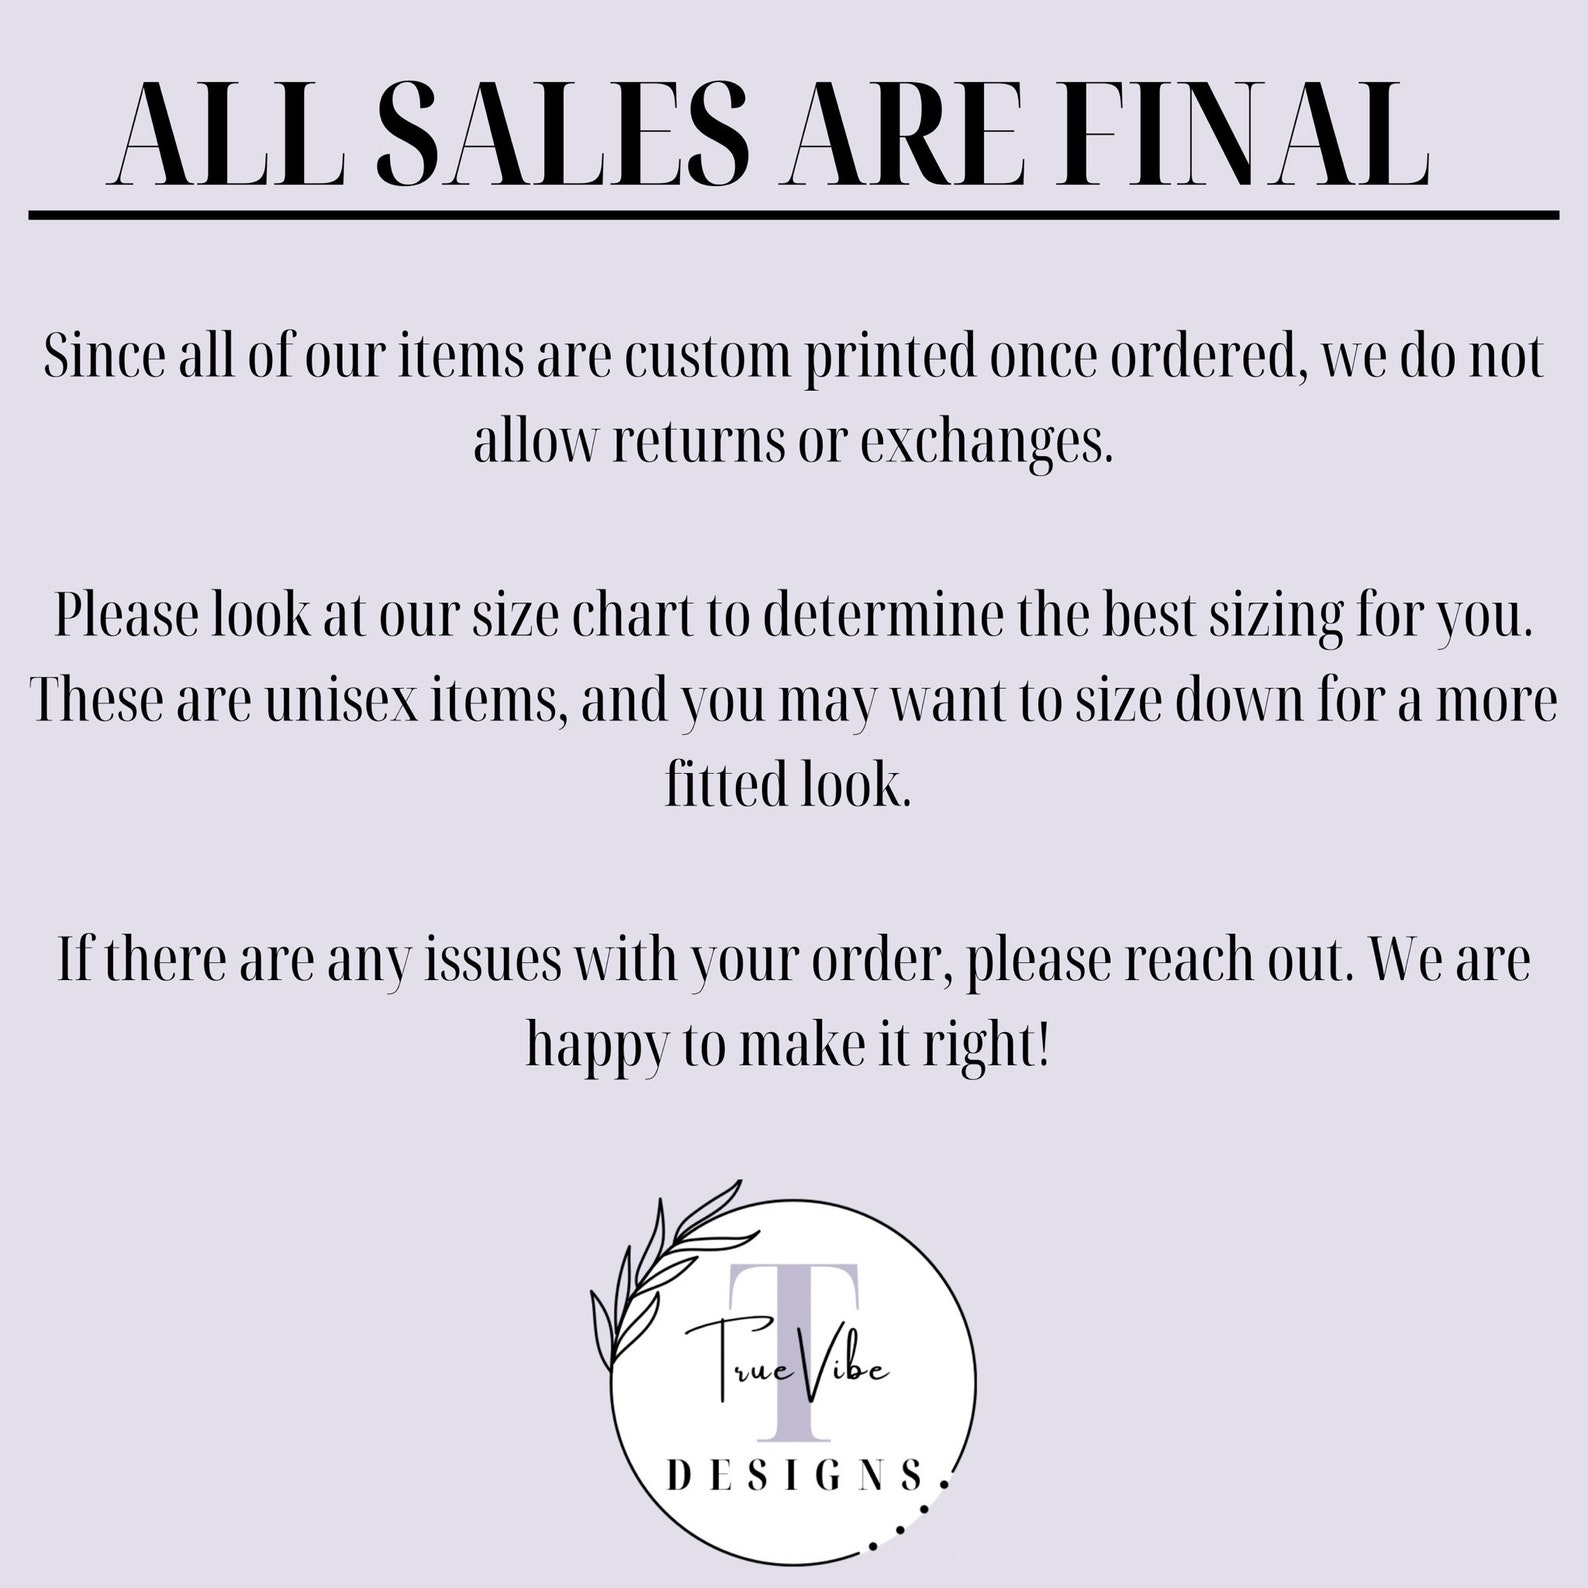 ALL SALES ARE FINAL
Since all of our items are custom printed once ordered, we do not
allow returns or exchanges.
Please look at our size chart to determine the best sizing for you.
These are unisex items, and you may want to size down for a more
fitted look.
If there are any issues with your order, please reach out. We are
happy to make it right!
T
True Vibe
DESIGNS